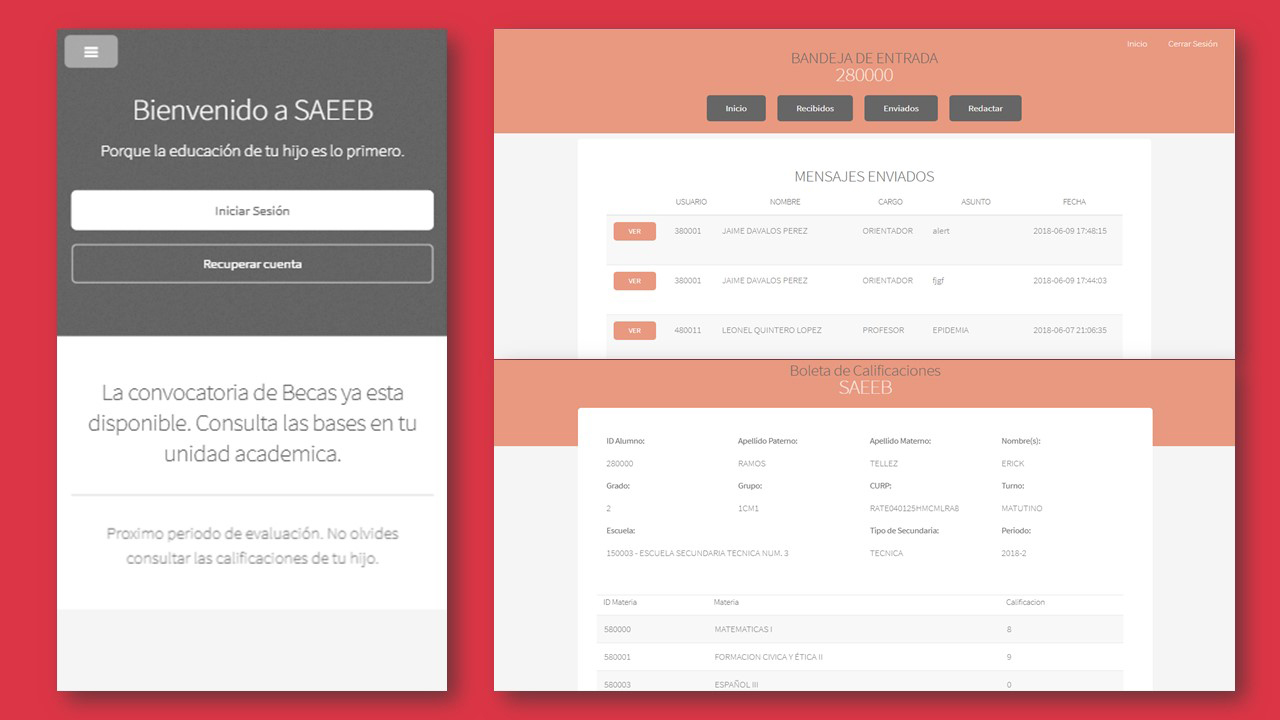 Bienvenido a SAEEB
Porque la educación de tu hijo es lo primero.
Iniciar Sesión
Recuperar cuenta
La convocatoria de Becas ya esta
disponible. Consulta las bases en tu
unidad academica.
Proximo periodo de evaluación. No olvides
consultar las calificaciones de tu hijo.
Inicio Cerrar Sesión
BANDEJA DE ENTRADA
280000
Inicio Recibidos Enviados Redactar
MENSAJES ENVIADOS
USUARIO NOMBRE CARGO ASUNTO FECHA
VER 380001 JAIME DAVALOS PEREZ ORIENTADOR alert 2018-06-09 17:48:15
VER 380001 JAIME DAVALOS PEREZ ORIENTADOR fjgf 2018-06-09 17:44:03
VER 480011 LEONEL QUINTERO LOPEZ PROFESOR EPIDEMIA 2018-06-07 21:06:35
Boleta de Calificaciones
SAEEB
ID Alumno: Apellido Paterno: Apellido Materno: Nombre(s):
280000 RAMOS TELLEZ ERICK
Grado: Grupo: CURP: Turno:
2 1CM1 RATE040125HMCMLRA8 MATUTINO
Escuela: Tipo de Secundaria: Periodo:
150003 - ESCUELA SECUNDARIA TECNICA NUM. 3 TECNICA 2018-2
ID Materia Materia Calificacion
580000 MATEMATICAS I 8
580001 FORMACION CIVICA Y ÉTICA II 9
580003 ESPAÑOL III 0